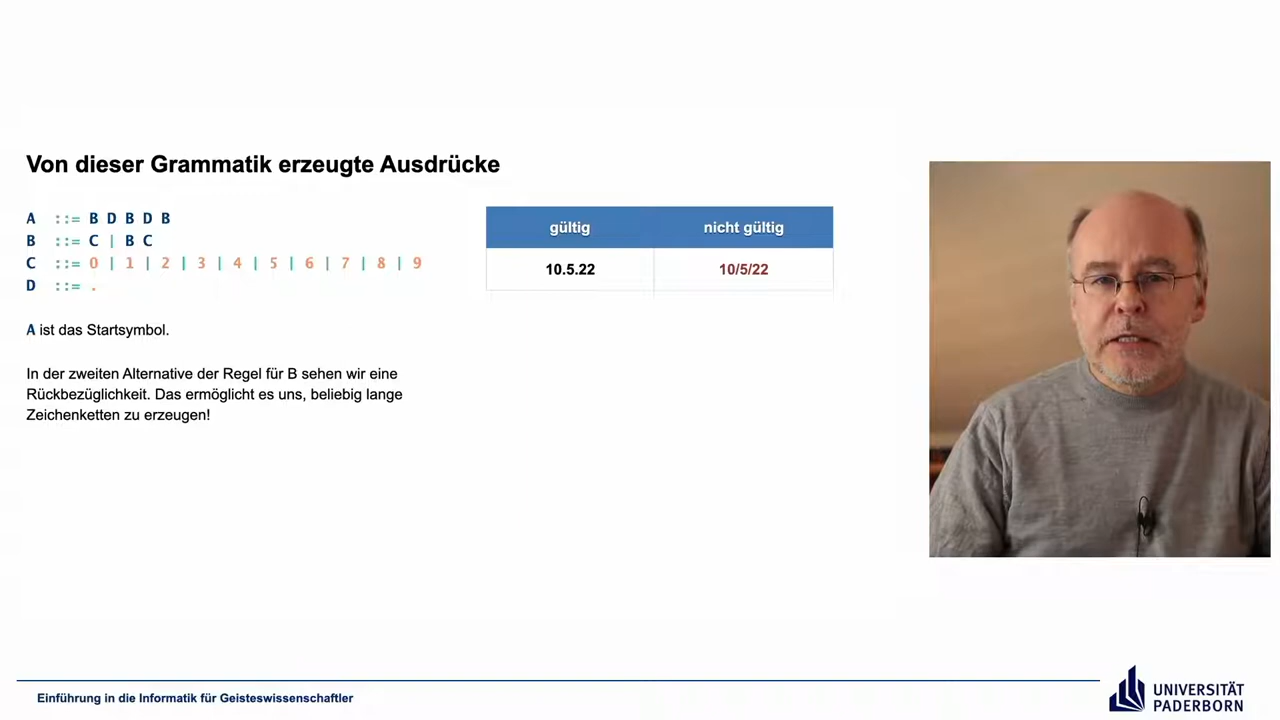 Von dieser Grammatik erzeugte Ausdrücke
A ::= B D B D B
B ::= C | B C
C ::= 0 | 1 | 2 | 3 | 4 | 5 | 6 | 7 | 8 | 9
D ::= .
A ist das Startsymbol.
In der zweiten Alternative der Regel für B sehen wir eine
Rückbezüglichkeit. Das ermöglicht es uns, beliebig lange
Zeichenketten zu erzeugen!
gültig nicht gültig
10.5.22 10/5/22
Einführung in die Informatik für Geisteswissenschaftler
UNIVERSITÄT
PADERBORN